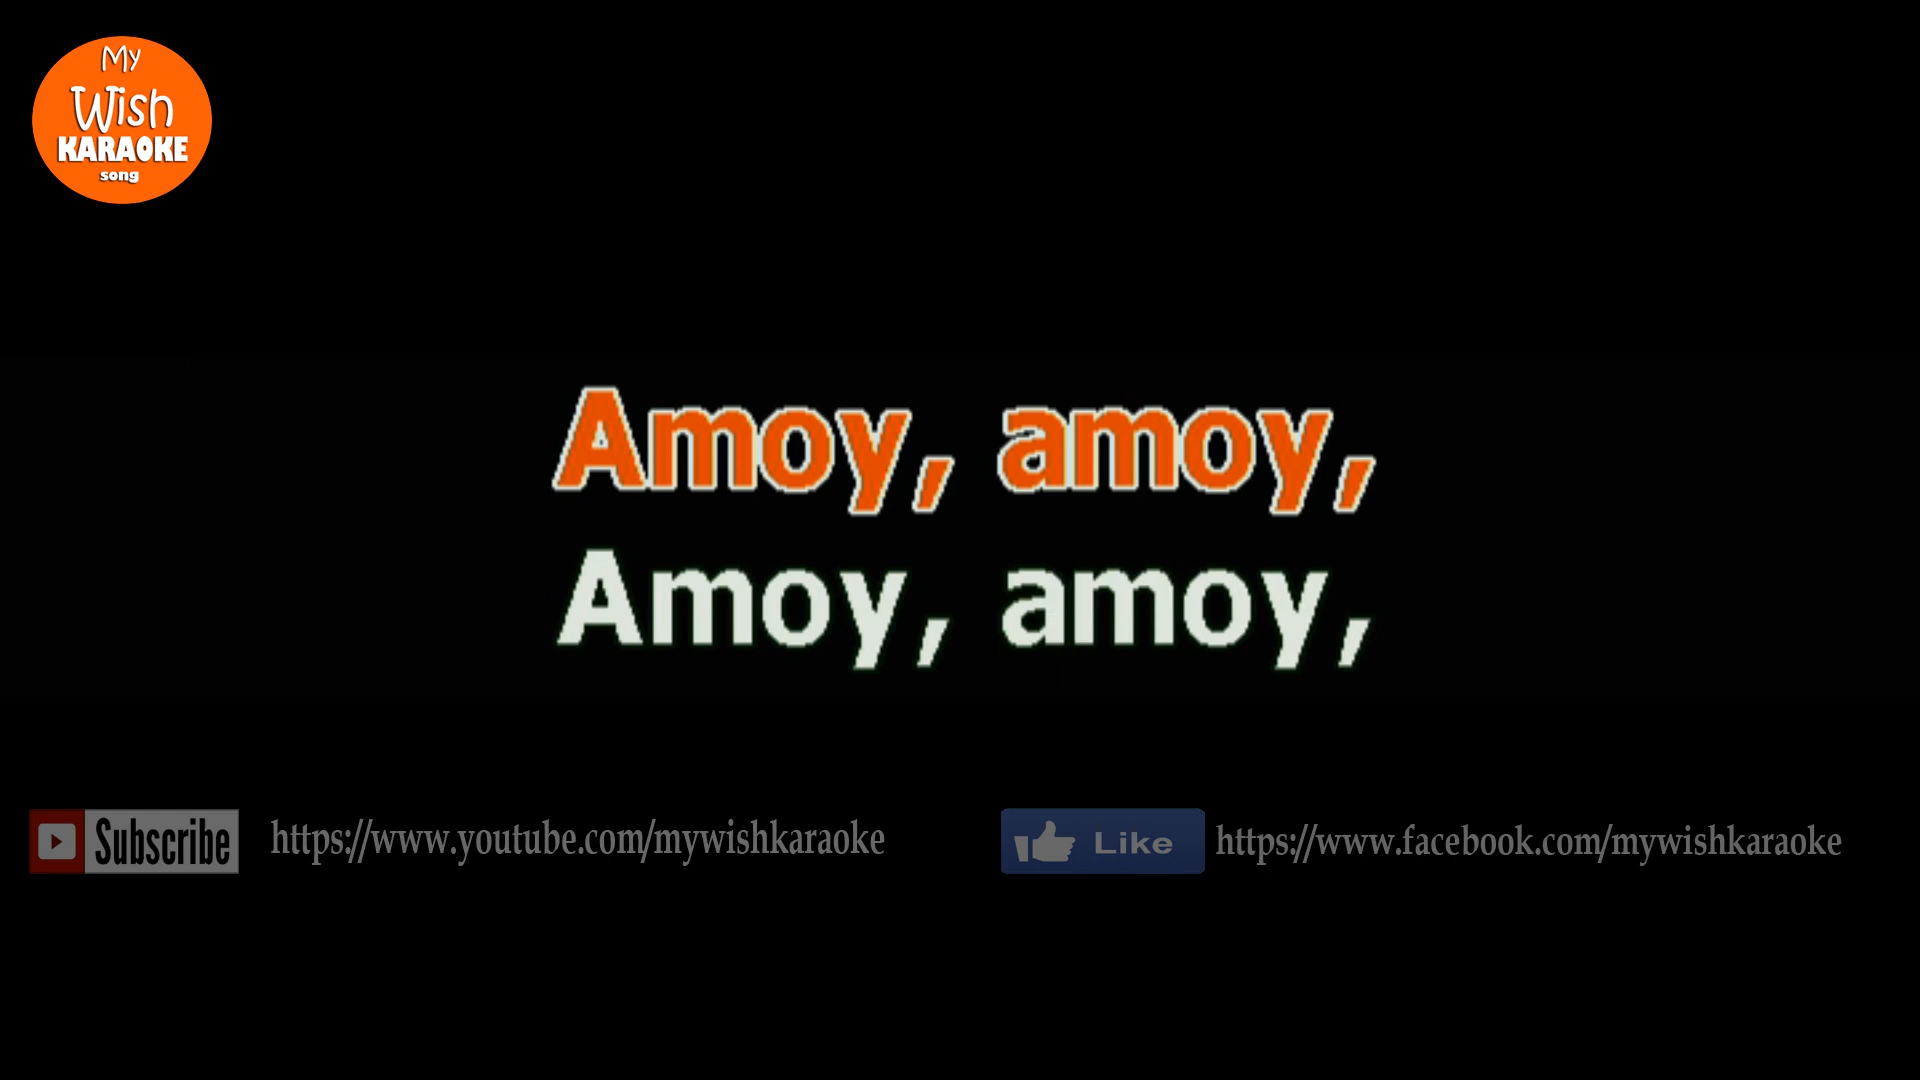 My
Wish
KARAOKE
song
Amoy, amoy,
Amoy, amoy,
Subscribe https://www.youtube.com/mywishkaraoke
Like https://www.facebook.com/mywishkaraoke